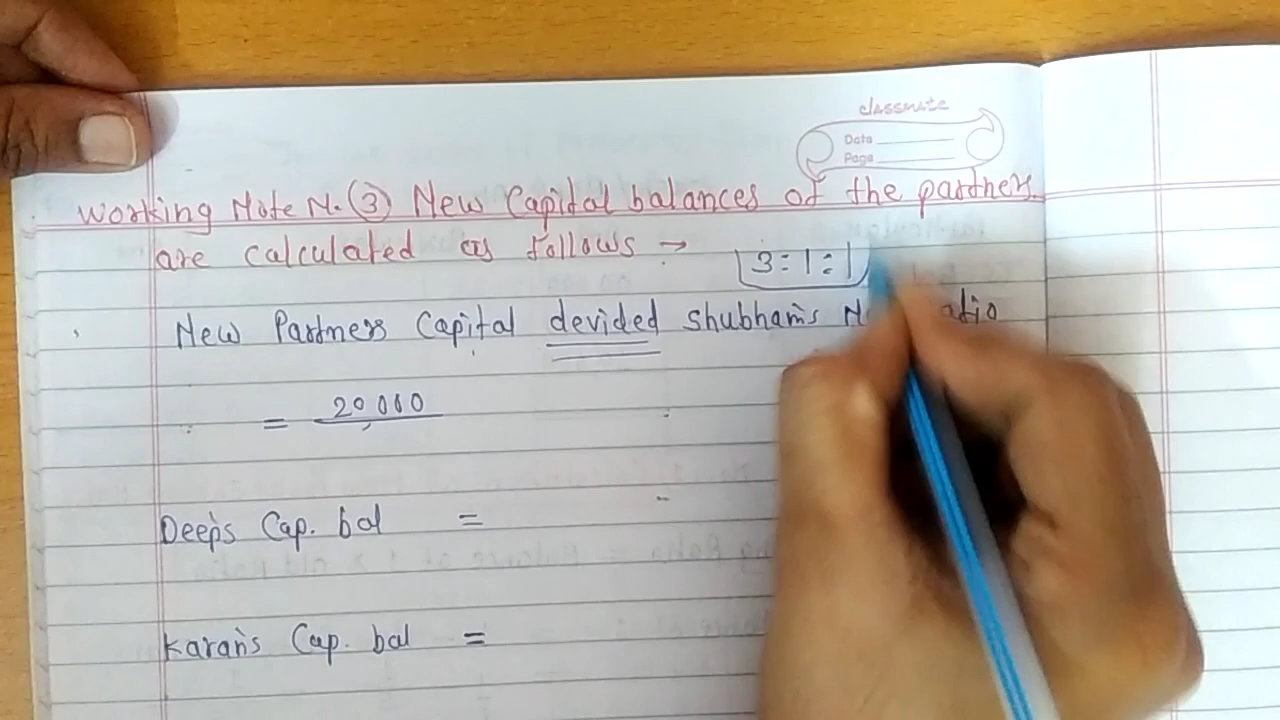 classmate
Date
Page
Working Note N. (3) New Capital balances of the partners
are calculated as follows → 3:1:1
New Partners Capital devided Shubham's
= 20,000
Deep's Cap. bal =
Karan's Cap. bal =